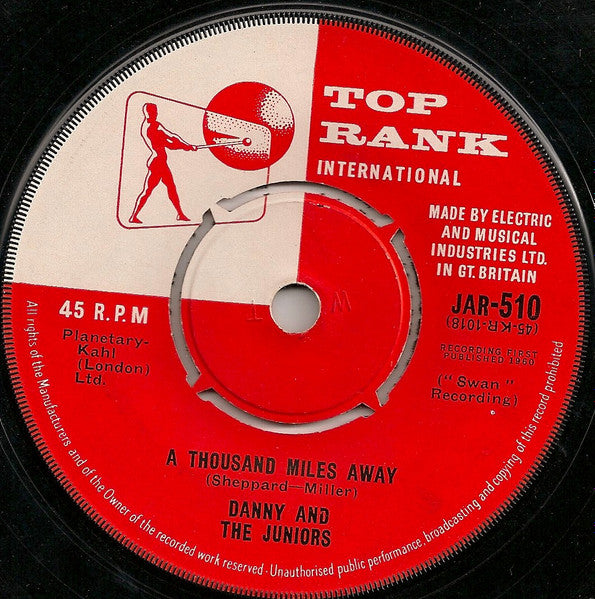 TOP
RANK
INTERNATIONAL
MADE BY ELECTRIC
AND MUSICAL
INDUSTRIES LTD.
IN GT. BRITAIN
45 R.P.M
Planetary-
Kahl
(London)
Ltd.
JAR-510
(45-KR-1018)
RECORDING FIRST
PUBLISHED 1960
("Swan"
Recording)
A THOUSAND MILES AWAY
(Sheppard—Miller)
DANNY AND
THE JUNIORS
All rights of the Manufacturers and of the Owner of the recorded work reserved - Unauthorised public performance, broadcasting and copying of this record prohibited